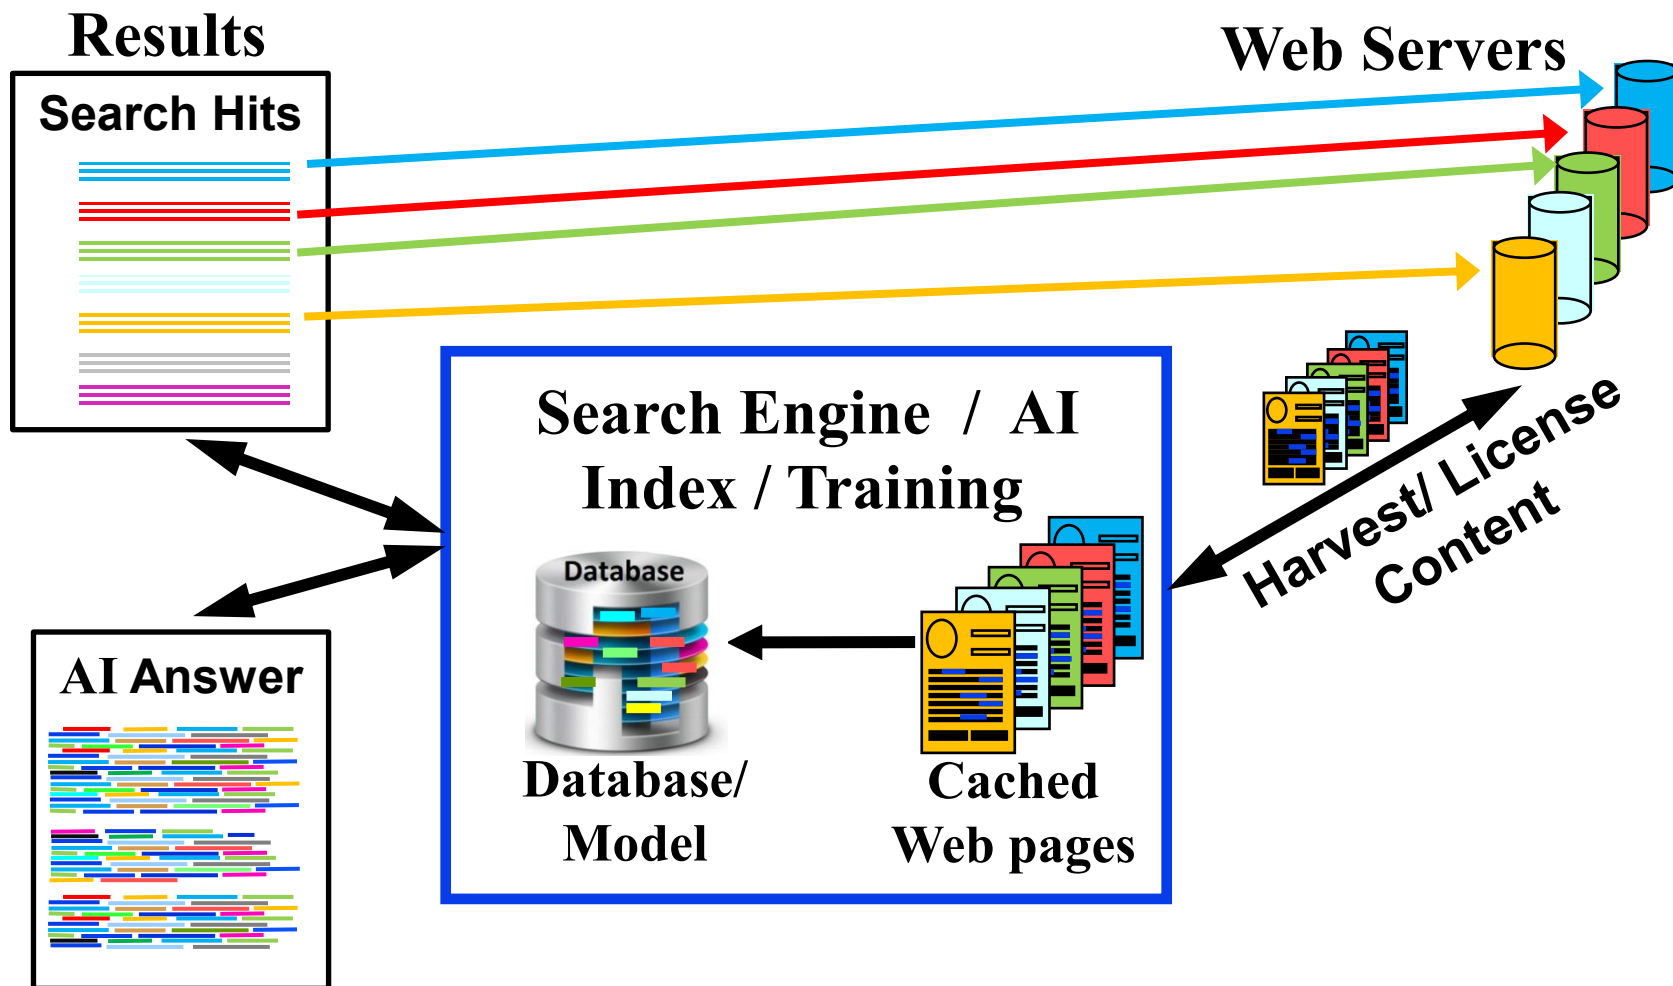 Results
Web Servers
Search Hits
Search Engine / AI
Index / Training
Harvest/ License
Content
Database
AI Answer
Database/
Model
Cached
Web pages